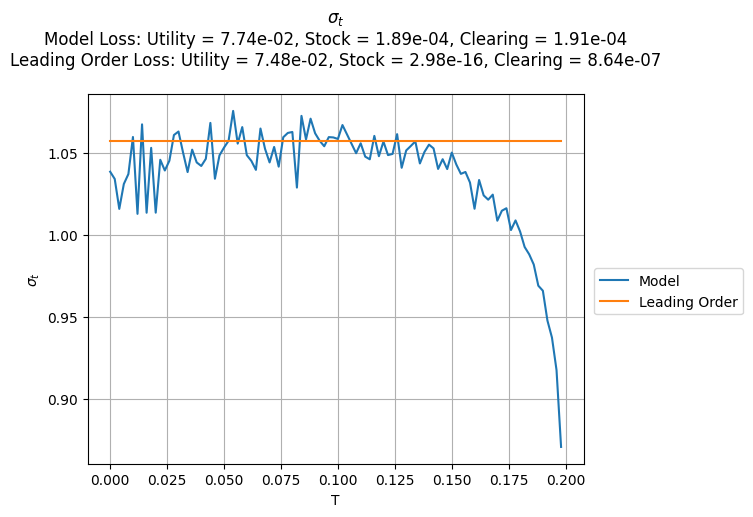 σt
Model Loss: Utility = 7.74e-02, Stock = 1.89e-04, Clearing = 1.91e-04
Leading Order Loss: Utility = 7.48e-02, Stock = 2.98e-16, Clearing = 8.64e-07
1.05
1.00
0.95
0.90
σt
0.000 0.025 0.050 0.075 0.100 0.125 0.150 0.175 0.200
T
Model
Leading Order